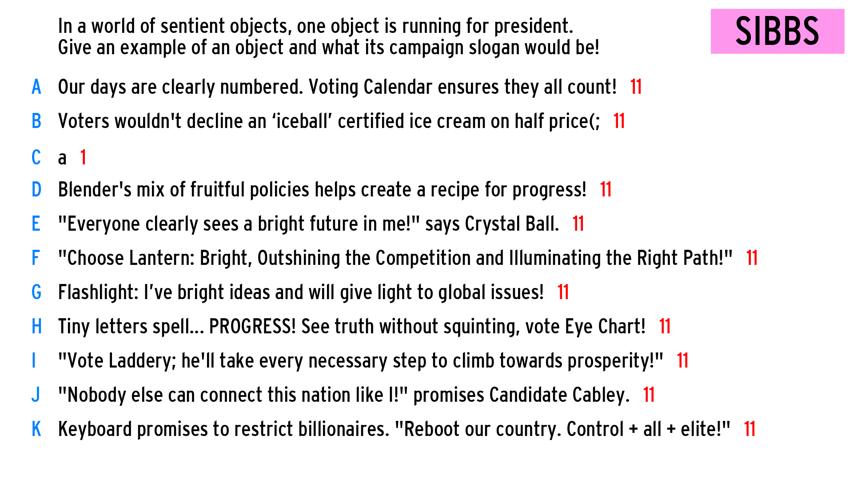 In a world of sentient objects, one object is running for president.
Give an example of an object and what its campaign slogan would be!
SIBBS
A Our days are clearly numbered. Voting Calendar ensures they all count! 11
B Voters wouldn't decline an ‘iceball’ certified ice cream on half price(; 11
C a 1
D Blender's mix of fruitful policies helps create a recipe for progress! 11
E "Everyone clearly sees a bright future in me!" says Crystal Ball. 11
F "Choose Lantern: Bright, Outshining the Competition and Illuminating the Right Path!" 11
G Flashlight: I’ve bright ideas and will give light to global issues! 11
H Tiny letters spell... PROGRESS! See truth without squinting, vote Eye Chart! 11
I "Vote Laddery; he'll take every necessary step to climb towards prosperity!" 11
J "Nobody else can connect this nation like I!" promises Candidate Cabley. 11
K Keyboard promises to restrict billionaires. "Reboot our country. Control + all + elite!" 11